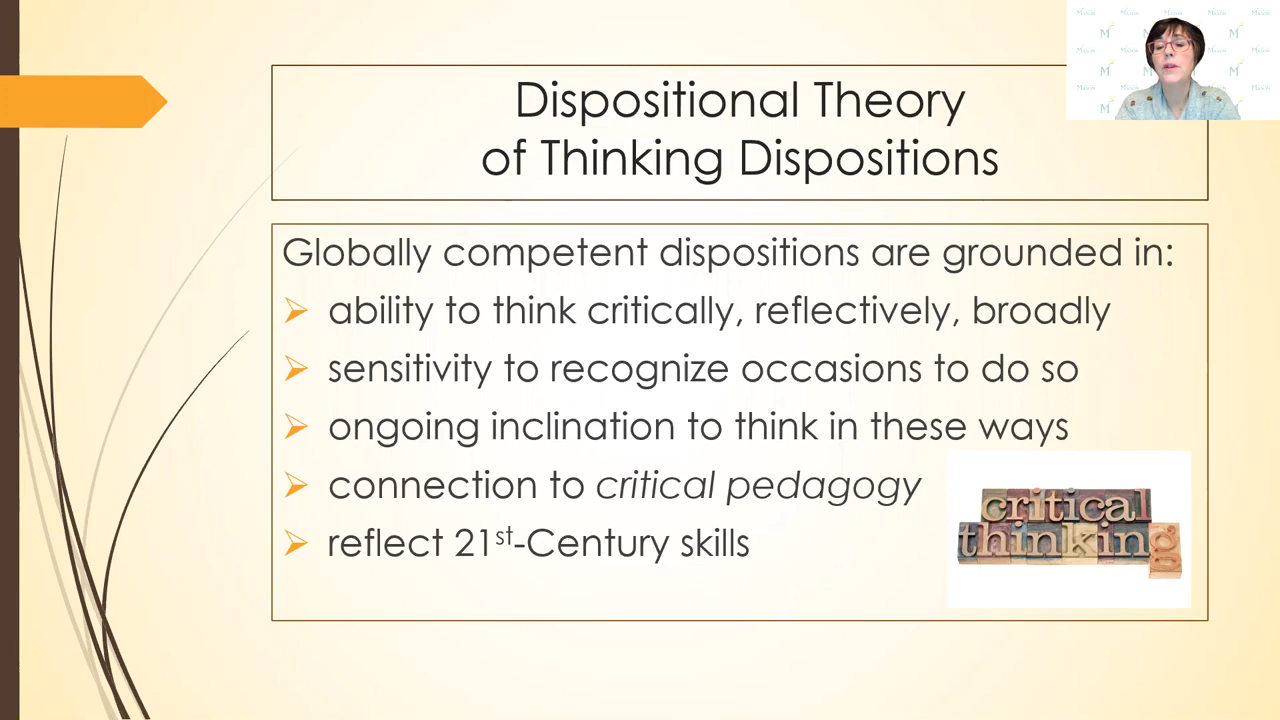 Dispositional Theory
of Thinking Dispositions
Globally competent dispositions are grounded in:
ability to think critically, reflectively, broadly
sensitivity to recognize occasions to do so
ongoing inclination to think in these ways
connection to critical pedagogy
reflect 21st-Century skills
critical
thinking